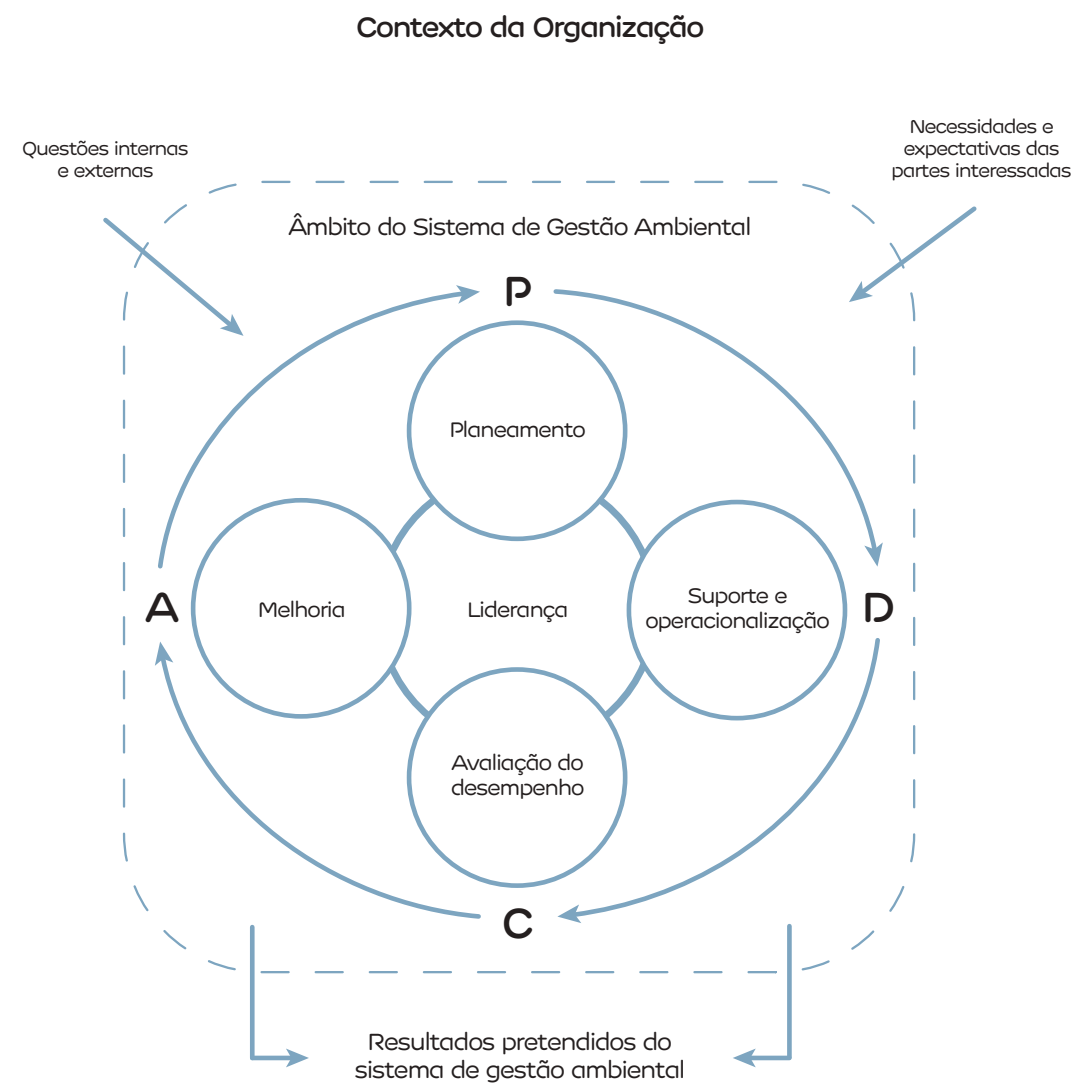 Contexto da Organização
Questões internas
e externas
Necessidades e
expectativas das
partes interessadas
Âmbito do Sistema de Gestão Ambiental
P
Planeamento
A
Melhoria
Liderança
Suporte e
operacionalização
D
Avaliação do
desempenho
C
Resultados pretendidos do
sistema de gestão ambiental